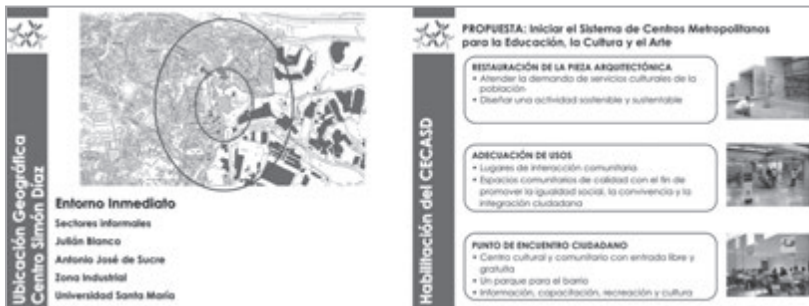 Ubicación Geográfica
Centro Simón Díaz
Entorno Inmediato
Sectores informales
Julián Blanco
Antonio José de Sucre
Zona Industrial
Universidad Santa María
Habilitación del CECASD
PROPUESTA: Iniciar el Sistema de Centros Metropolitanos
para la Educación, la Cultura y el Arte
RESTAURACIÓN DE LA PIEZA ARQUITECTÓNICA
• Atender la demanda de servicios culturales de la
población
• Diseñar una actividad sostenible y sustentable
ADECUACIÓN DE USOS
• Lugares de interacción comunitaria
• Espacios comunitarios de calidad con el fin de
promover la igualdad social, la convivencia y la
integración ciudadana
PUNTO DE ENCUENTRO CIUDADANO
• Centro cultural y comunitario con entrada libre y
gratuita
• Un parque para el barrio
• Información, capacitación, recreación y cultura